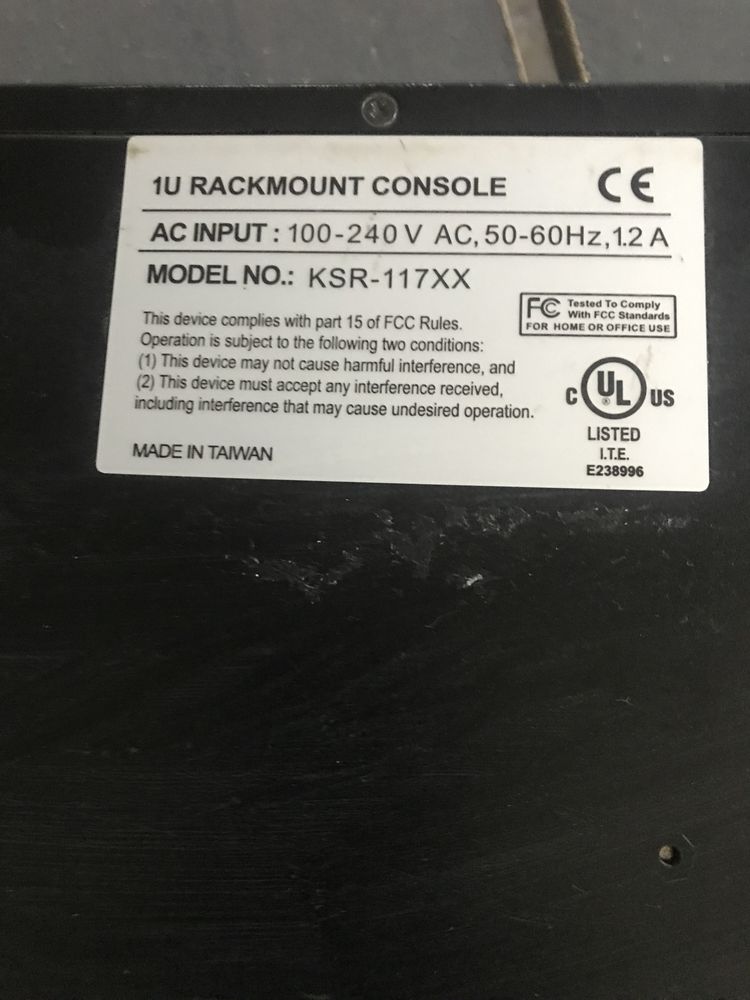 1U RACKMOUNT CONSOLE CE
AC INPUT : 100-240 V AC, 50-60Hz, 1.2 A
MODEL NO.: KSR-117XX
FC Tested To Comply
With FCC Standards
FOR HOME OR OFFICE USE
This device complies with part 15 of FCC Rules.
Operation is subject to the following two conditions:
(1) This device may not cause harmful interference, and
(2) This device must accept any interference received,
including interference that may cause undesired operation.
C UL ® US
LISTED
I.T.E.
E238996
MADE IN TAIWAN